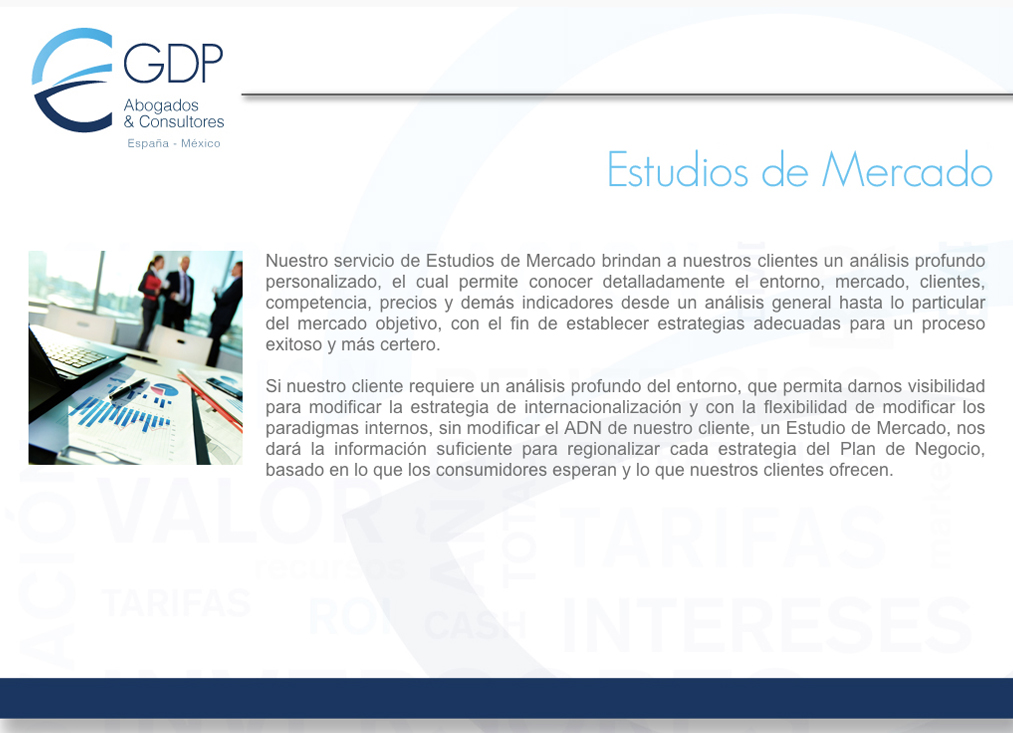 GDP
Abogados
& Consultores
España - México
Estudios de Mercado
Nuestro servicio de Estudios de Mercado brindan a nuestros clientes un análisis profundo
personalizado, el cual permite conocer detalladamente el entorno, mercado, clientes,
competencia, precios y demás indicadores desde un análisis general hasta lo particular
del mercado objetivo, con el fin de establecer estrategias adecuadas para un proceso
exitoso y más certero.
Si nuestro cliente requiere un análisis profundo del entorno, que permita darnos visibilidad
para modificar la estrategia de internacionalización y con la flexibilidad de modificar los
paradigmas internos, sin modificar el ADN de nuestro cliente, un Estudio de Mercado, nos
dará la información suficiente para regionalizar cada estrategia del Plan de Negocio,
basado en lo que los consumidores esperan y lo que nuestros clientes ofrecen.
VALOR
TARIFAS
recursos
TARIFAS
ROI
CASH
INTERESES